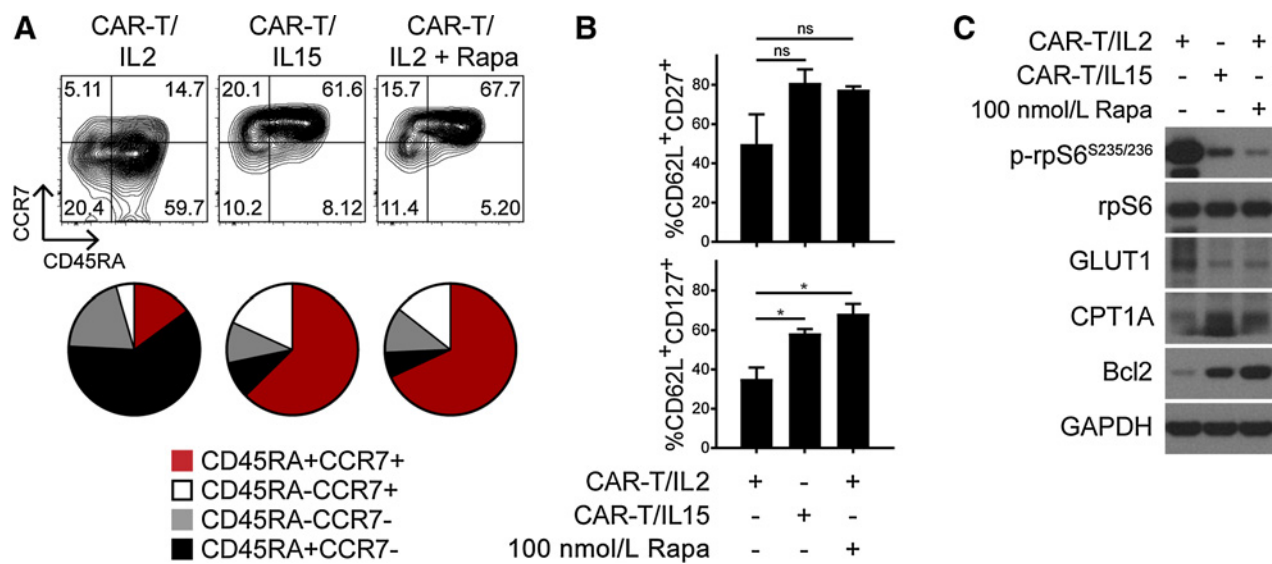 A
CAR-T/
IL2
CAR-T/
IL15
CAR-T/
IL2 + Rapa
5.11 14.7
20.4 59.7
20.1 61.6
10.2 8.12
15.7 67.7
11.4 5.20
CCR7
CD45RA
CD45RA+CCR7+
CD45RA-CCR7+
CD45RA-CCR7-
CD45RA+CCR7-
B
%CD62L+CD27+
80
60
40
20
0
ns
ns
%CD62L+CD127+
80
60
40
20
0
*
*
CAR-T/IL2 + - +
CAR-T/IL15 - + -
100 nmol/L Rapa - - +
C
CAR-T/IL2 + - +
CAR-T/IL15 - + -
100 nmol/L Rapa - - +
p-rpS6S235/236
rpS6
GLUT1
CPT1A
Bcl2
GAPDH